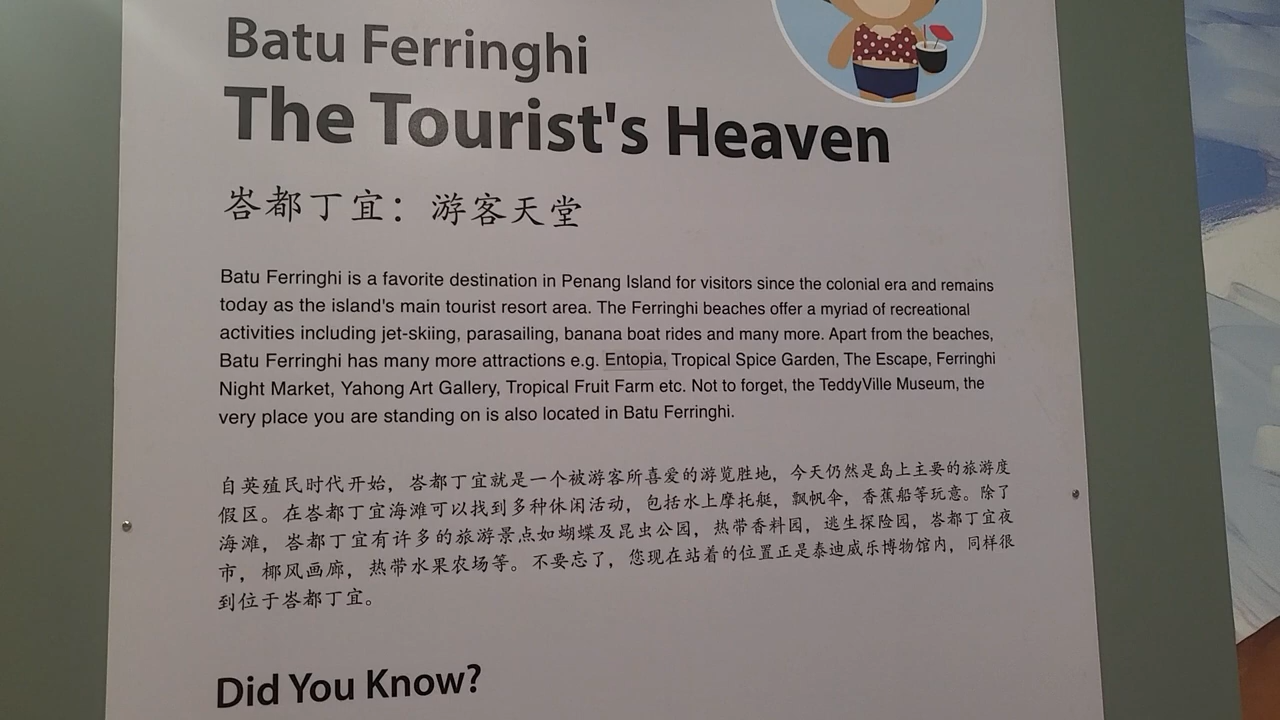 Batu Ferringhi
The Tourist's Heaven
峇都丁宜：游客天堂
Batu Ferringhi is a favorite destination in Penang Island for visitors since the colonial era and remains
today as the island's main tourist resort area. The Ferringhi beaches offer a myriad of recreational
activities including jet-skiing, parasailing, banana boat rides and many more. Apart from the beaches,
Batu Ferringhi has many more attractions e.g. Entopia, Tropical Spice Garden, The Escape, Ferringhi
Night Market, Yahong Art Gallery, Tropical Fruit Farm etc. Not to forget, the TeddyVille Museum, the
very place you are standing on is also located in Batu Ferringhi.
自英殖民时代开始，峇都丁宜就是一个被游客所喜爱的游览胜地，今天仍然是岛上主要的旅游度
假区。在峇都丁宜海滩可以找到多种休闲活动，包括水上摩托艇，飘帆伞，香蕉船等玩意。除了
海滩，峇都丁宜有许多的旅游景点如蝴蝶及昆虫公园，热带香料园，逃生探险园，峇都丁宜夜
市，椰风画廊，热带水果农场等。不要忘了，您现在站着的位置正是泰迪威乐博物馆内，同样很
到位于峇都丁宜。
Did You Know?